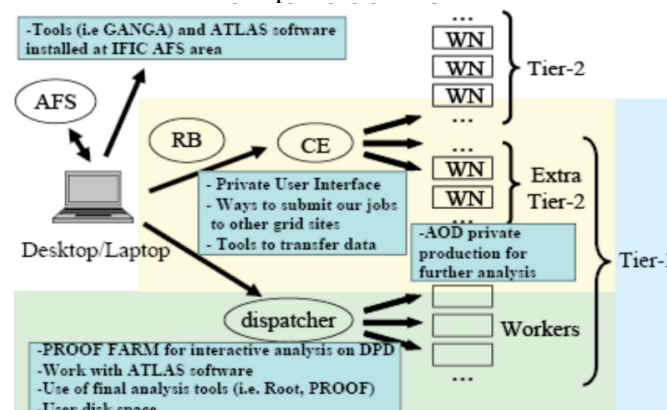 -Tools (i.e GANGA) and ATLAS software
installed at IFIC AFS area
AFS
RB
CE
...
WN
WN
WN
...
Tier-2
...
WN
WN
...
Extra
Tier-2
- Private User Interface
- Ways to submit our jobs
to other grid sites
- Tools to transfer data
Desktop/Laptop
-AOD private
production for
further analysis
dispatcher
Workers
...
-PROOF FARM for interactive analysis on DPD
-Work with ATLAS software
-Use of final analysis tools (i.e. Root, PROOF)
-User disk space